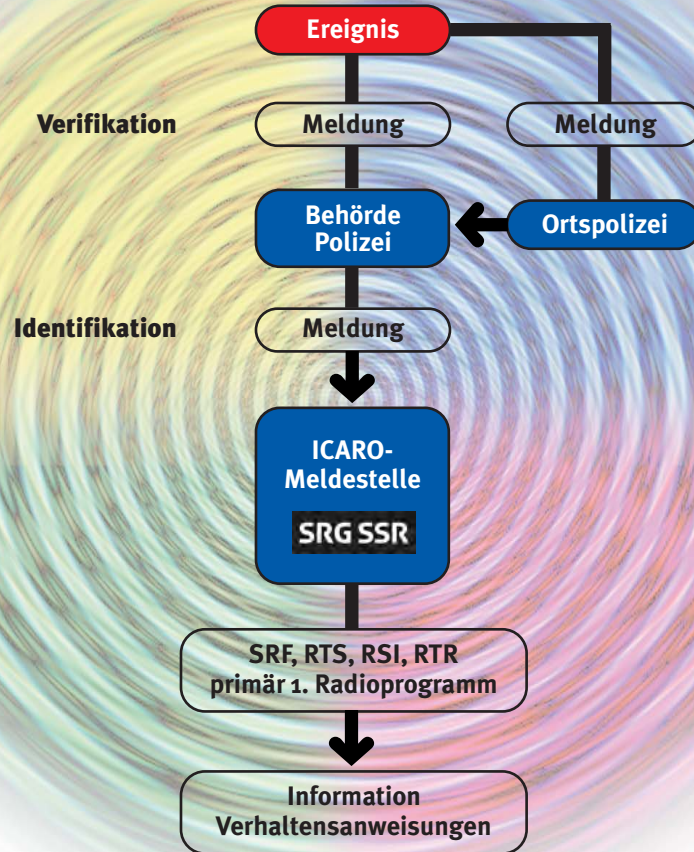 Ereignis
Verifikation
Meldung
Meldung
Behörde
Polizei
Ortspolizei
Identifikation
Meldung
ICARO-
Meldestelle
SRG SSR
SRF, RTS, RSI, RTR
primär 1. Radioprogramm
Information
Verhaltensanweisungen